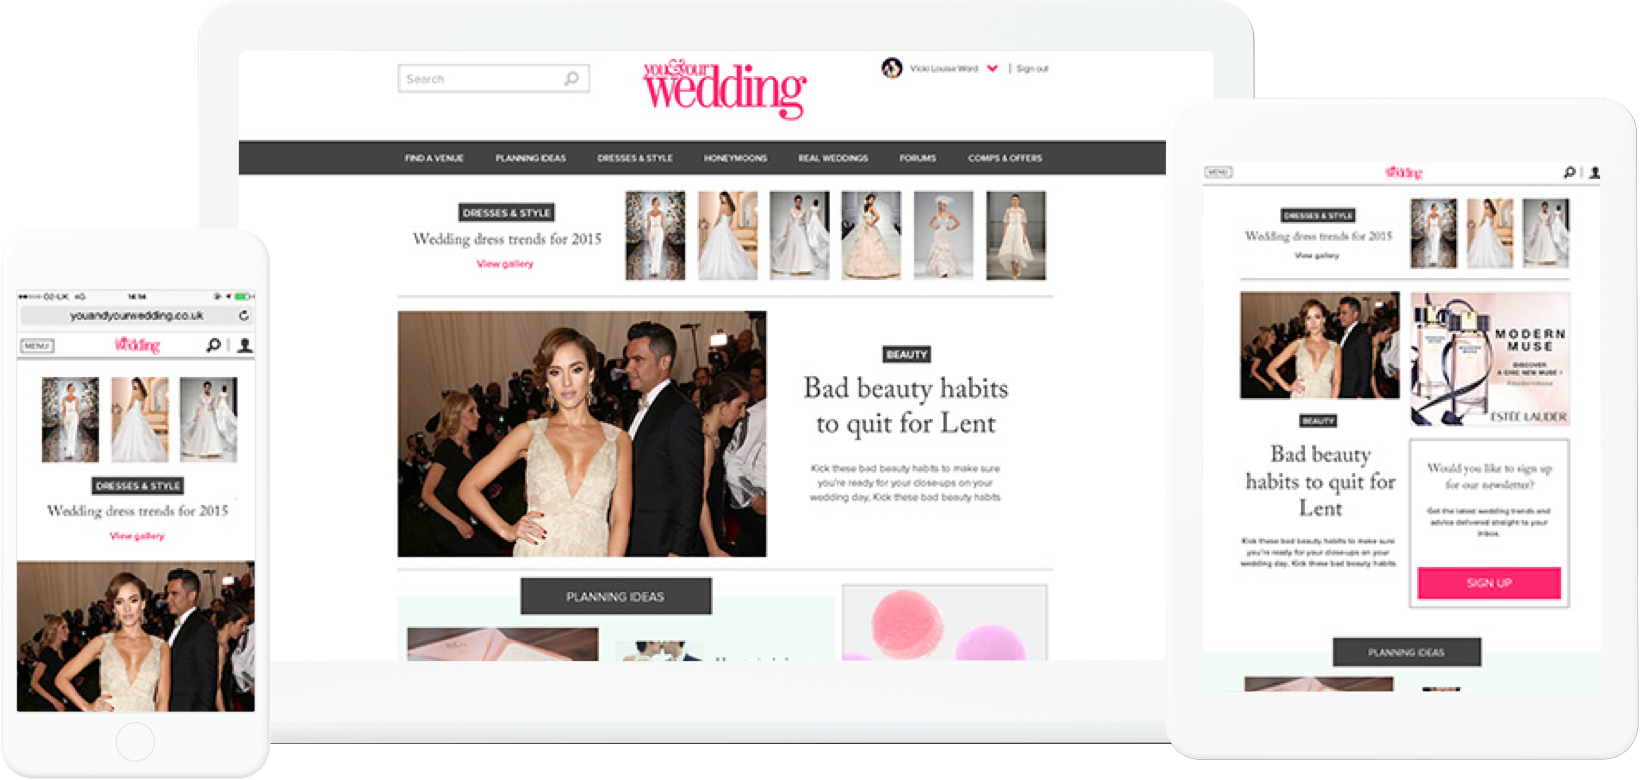 Search
you&your
wedding
Vicki Louise Ward
| Sign out
FIND A VENUE
PLANNING IDEAS
DRESSES & STYLE
HONEYMOONS
REAL WEDDINGS
FORUMS
COMPS & OFFERS
DRESSES & STYLE
Wedding dress trends for 2015
View gallery
BEAUTY
Bad beauty habits
to quit for Lent
Kick these bad beauty habits to make sure
you're ready for your close-ups on your
wedding day, Kick these bad beauty habits
PLANNING IDEAS
O2-UK 4G
14:14
youandyourwedding.co.uk
MENU
wedding
DRESSES & STYLE
Wedding dress trends for 2015
View gallery
MENU
wedding
DRESSES & STYLE
Wedding dress trends for 2015
View gallery
MODERN
MUSE
DISCOVER
A CHIC NEW MUSE ›
#modernmuse
ESTÉE LAUDER
BEAUTY
Bad beauty
habits to quit for
Lent
Kick these bad beauty habits to make sure
you're ready for your close-ups on your
wedding day, Kick these bad beauty habits
Would you like to sign up
for our newsletter?
Get the latest wedding trends and
advice delivered straight to your
inbox.
SIGN UP
PLANNING IDEAS